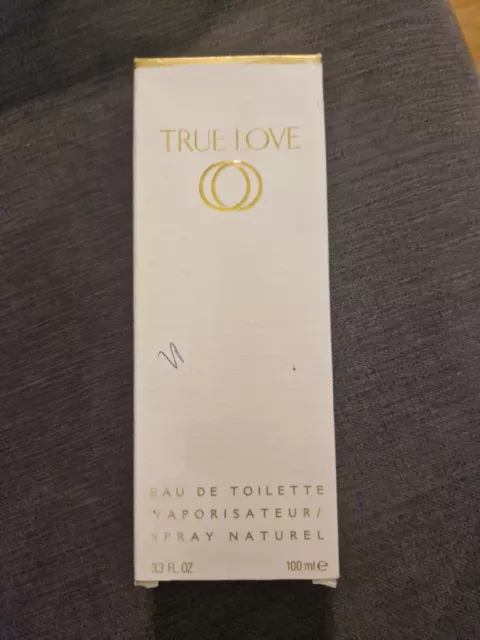 TRUE LOVE
EAU DE TOILETTE
VAPORISATEUR/
SPRAY NATUREL
3.3 FL. OZ. 100 ml e